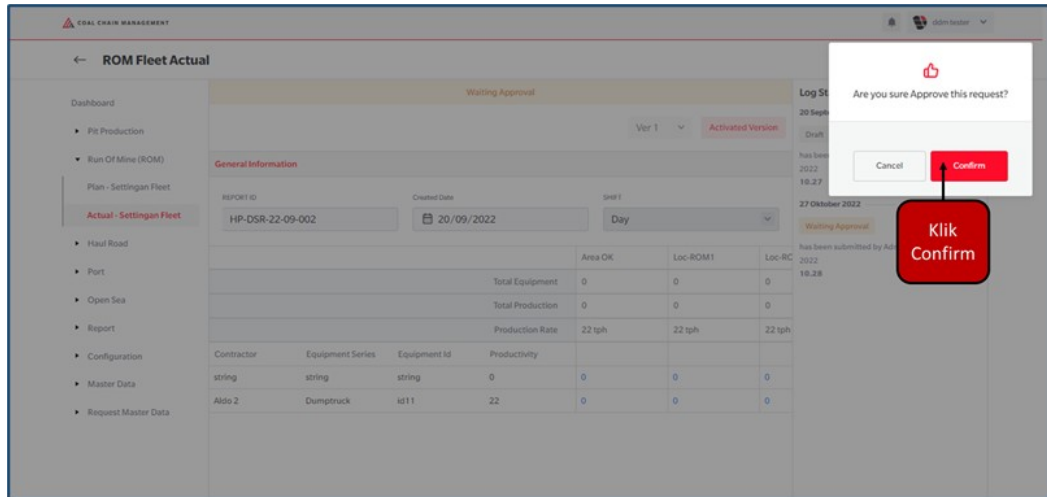 COAL CHAIN MANAGEMENT
ddm tester
ROM Fleet Actual
Dashboard
Pit Production
Run Of Mine (ROM)
Plan - Settingan Fleet
Actual - Settingan Fleet
Haul Road
Port
Open Sea
Report
Configuration
Master Data
Request Master Data
Waiting Approval
Ver 1
Activated Version
General Information
REPORT ID
Created Date
SHIFT
HP-DSR-22-09-002
20/09/2022
Day
Area OK Loc-ROM1 Loc-RO
Total Equipment 0 0 0
Total Production 0 0 0
Production Rate 22 tph 22 tph 22 tph
Contractor Equipment Series Equipment Id Productivity
string string string 0 0 0 0
Aldo 2 Dumptruck id11 22 0 0 0
Log St
20 Sept
Draft
has been
2022
10.27
27 Oktober 2022
Waiting Approval
has been submitted by Ad
2022
10.28
Are you sure Approve this request?
Cancel
Confirm
Klik
Confirm